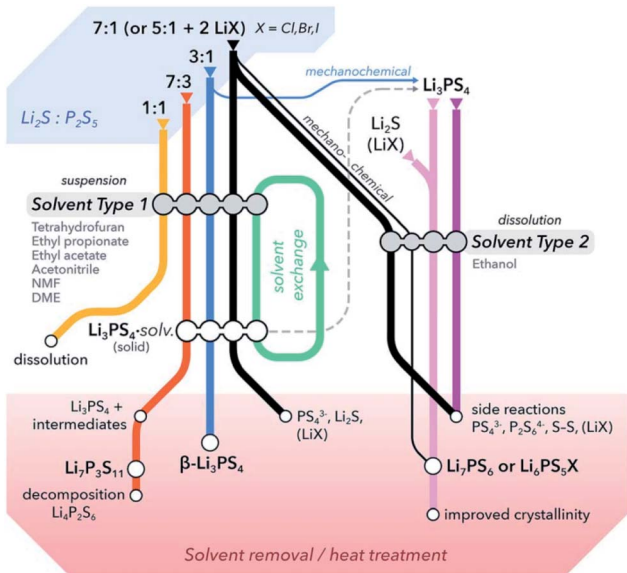 7:1 (or 5:1 + 2 LiX) X = Cl,Br,I
3:1
7:3
1:1
Li₂S : P₂S₅
mechanochemical
Li₃PS₄
Li₂S
(LiX)
mechano-chemical
suspension
Solvent Type 1
Tetrahydrofuran
Ethyl propionate
Ethyl acetate
Acetonitrile
NMF
DME
solvent
exchange
dissolution
Solvent Type 2
Ethanol
Li₃PS₄·solv.
(solid)
dissolution
Li₃PS₄ +
intermediates
PS₄³⁻, Li₂S,
(LiX)
side reactions
PS₄³⁻, P₂S₆⁴⁻, S–S, (LiX)
Li₇P₃S₁₁
β-Li₃PS₄
Li₇PS₆ or Li₆PS₅X
decomposition
Li₄P₂S₆
improved crystallinity
Solvent removal / heat treatment